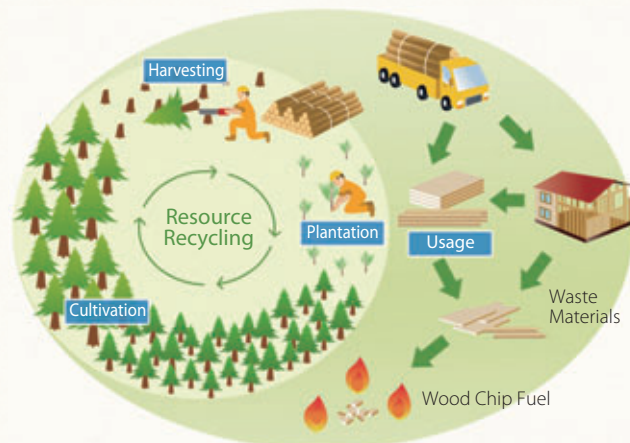 Harvesting
Resource
Recycling
Plantation
Usage
Cultivation
Waste
Materials
Wood Chip Fuel